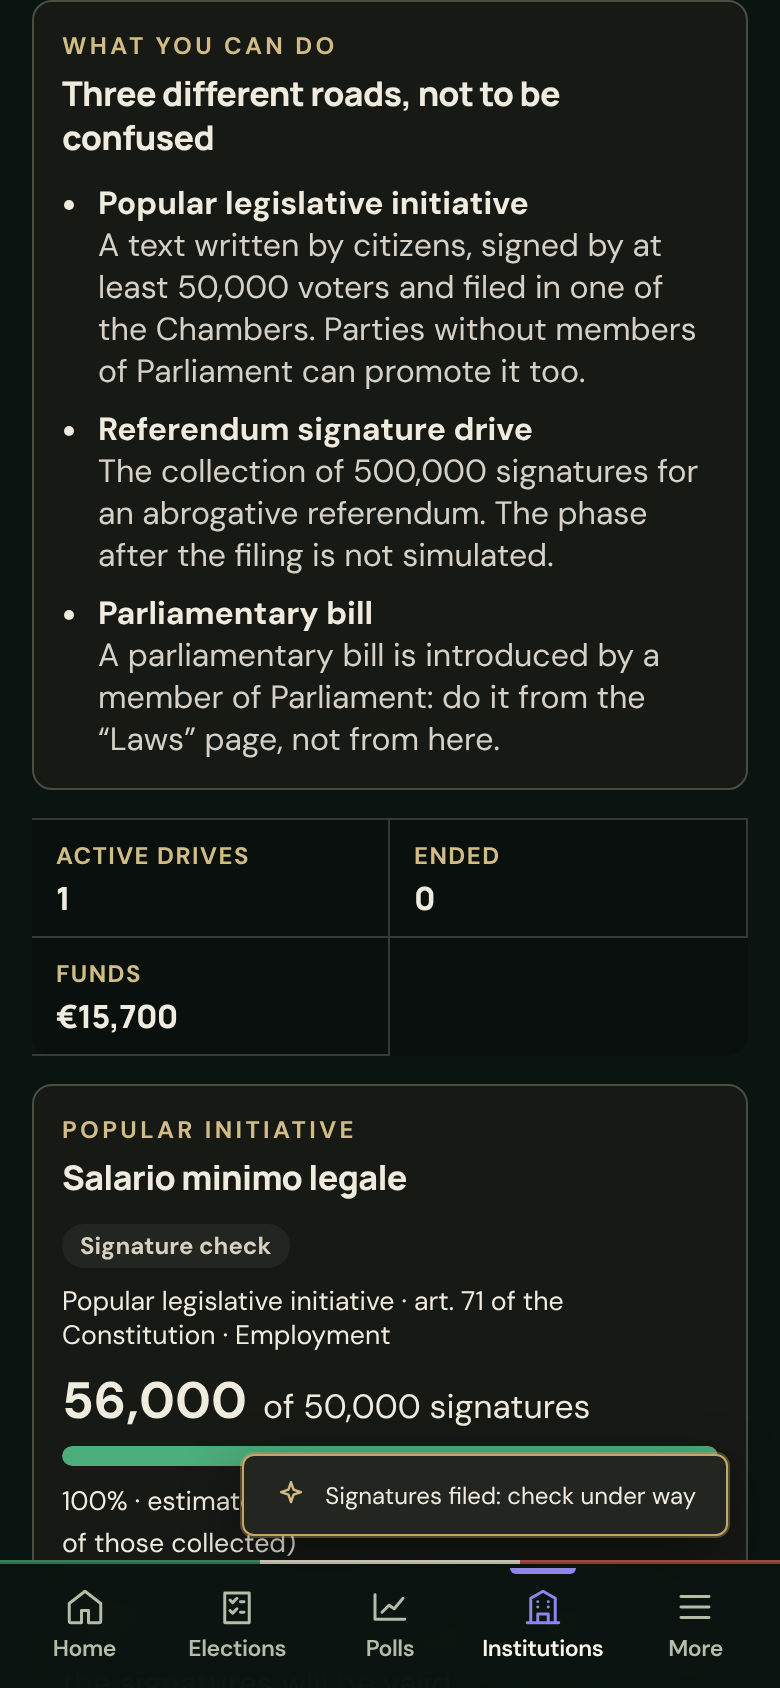 WHAT YOU CAN DO
Three different roads, not to be
confused
• Popular legislative initiative
A text written by citizens, signed by at
least 50,000 voters and filed in one of
the Chambers. Parties without members
of Parliament can promote it too.
• Referendum signature drive
The collection of 500,000 signatures for
an abrogative referendum. The phase
after the filing is not simulated.
• Parliamentary bill
A parliamentary bill is introduced by a
member of Parliament: do it from the
“Laws” page, not from here.
ACTIVE DRIVES
1
ENDED
0
FUNDS
€15,700
POPULAR INITIATIVE
Salario minimo legale
Signature check
Popular legislative initiative · art. 71 of the
Constitution · Employment
56,000 of 50,000 signatures
100% ·
of those collected)
Signatures filed: check under way
Home
Elections
Polls
Institutions
More